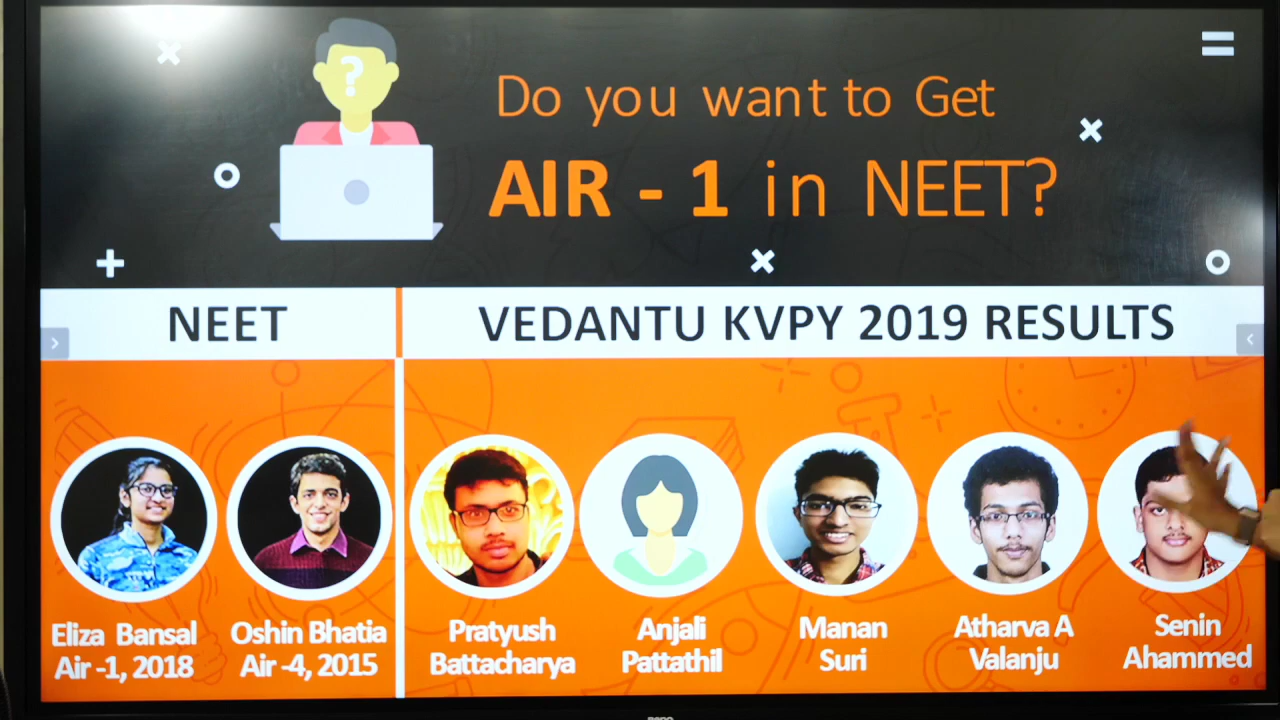 ?
Do you want to Get
AIR - 1 in NEET?
NEET
VEDANTU KVPY 2019 RESULTS
Eliza Bansal
Air -1, 2018
Oshin Bhatia
Air -4, 2015
Pratyush
Battacharya
Anjali
Pattathil
Manan
Suri
Atharva A
Valanju
Senin
Ahammed